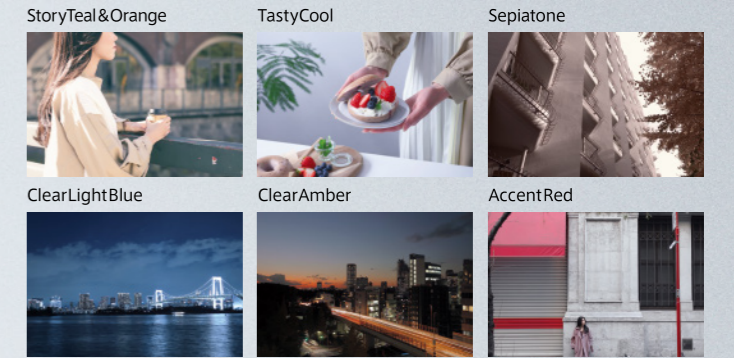 StoryTeal&Orange
TastyCool
Sepiatone
ClearLightBlue
ClearAmber
AccentRed